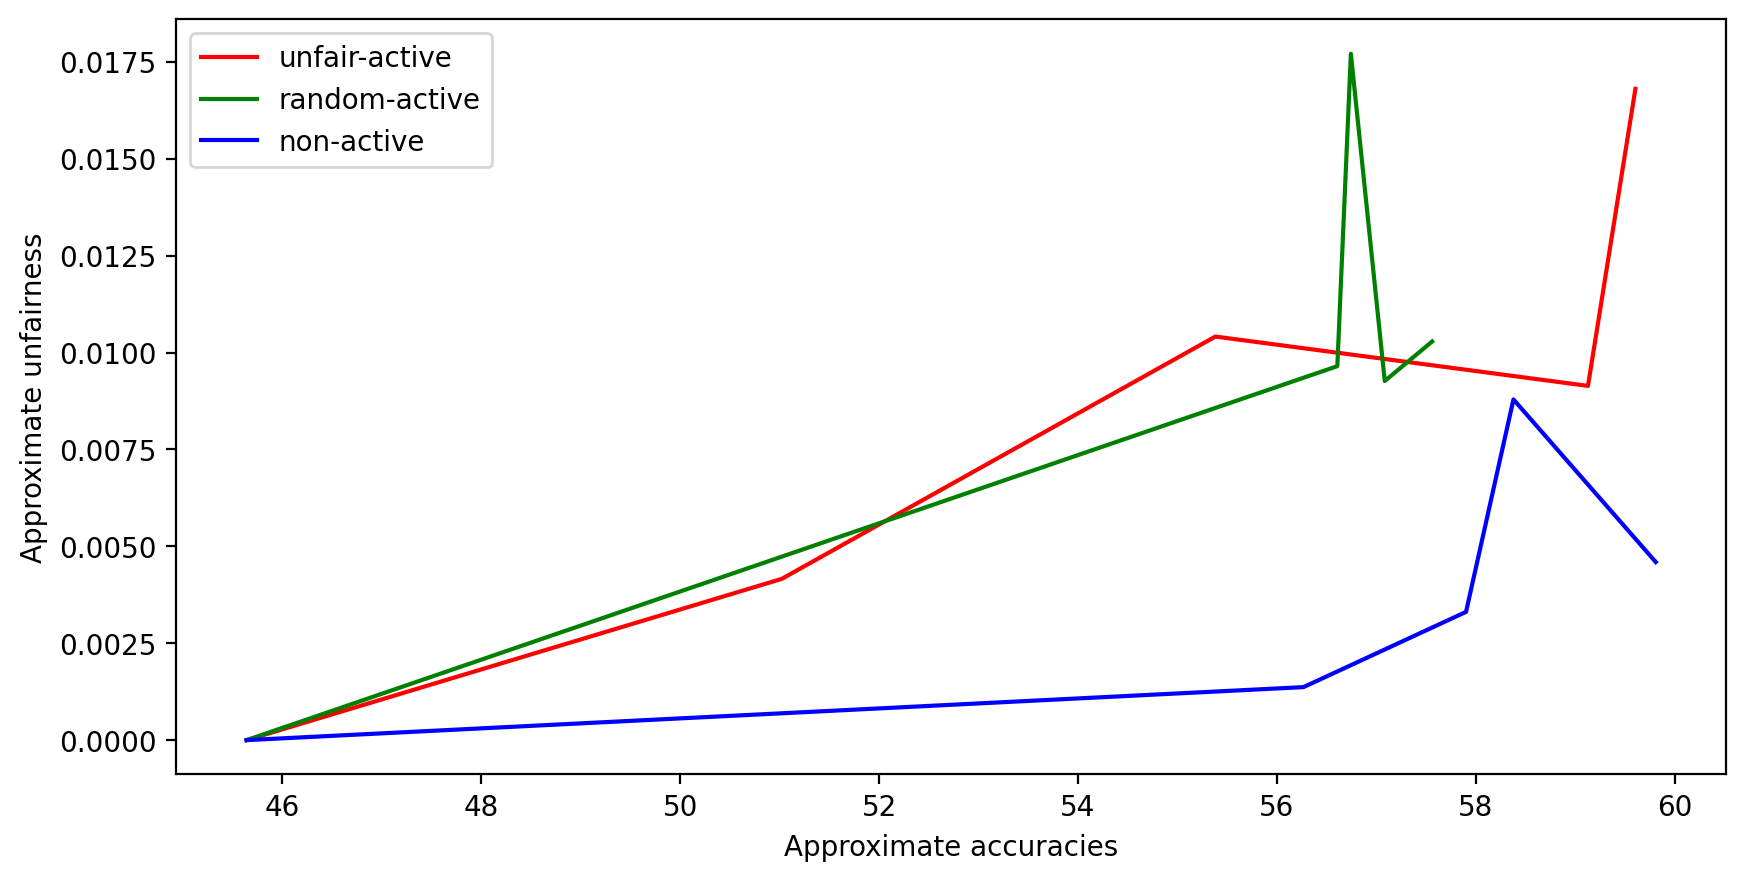 unfair-active
random-active
non-active
0.0175
0.0150
0.0125
0.0100
0.0075
0.0050
0.0025
0.0000
Approximate unfairness
46 48 50 52 54 56 58 60
Approximate accuracies